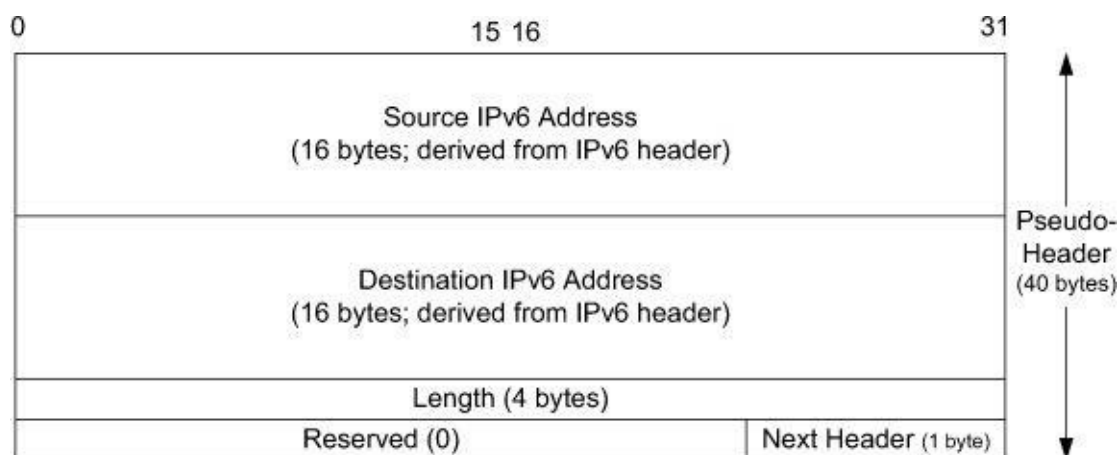 0 15 16 31
Source IPv6 Address
(16 bytes; derived from IPv6 header)
Destination IPv6 Address
(16 bytes; derived from IPv6 header)
Length (4 bytes)
Reserved (0) Next Header (1 byte)
Pseudo-
Header
(40 bytes)